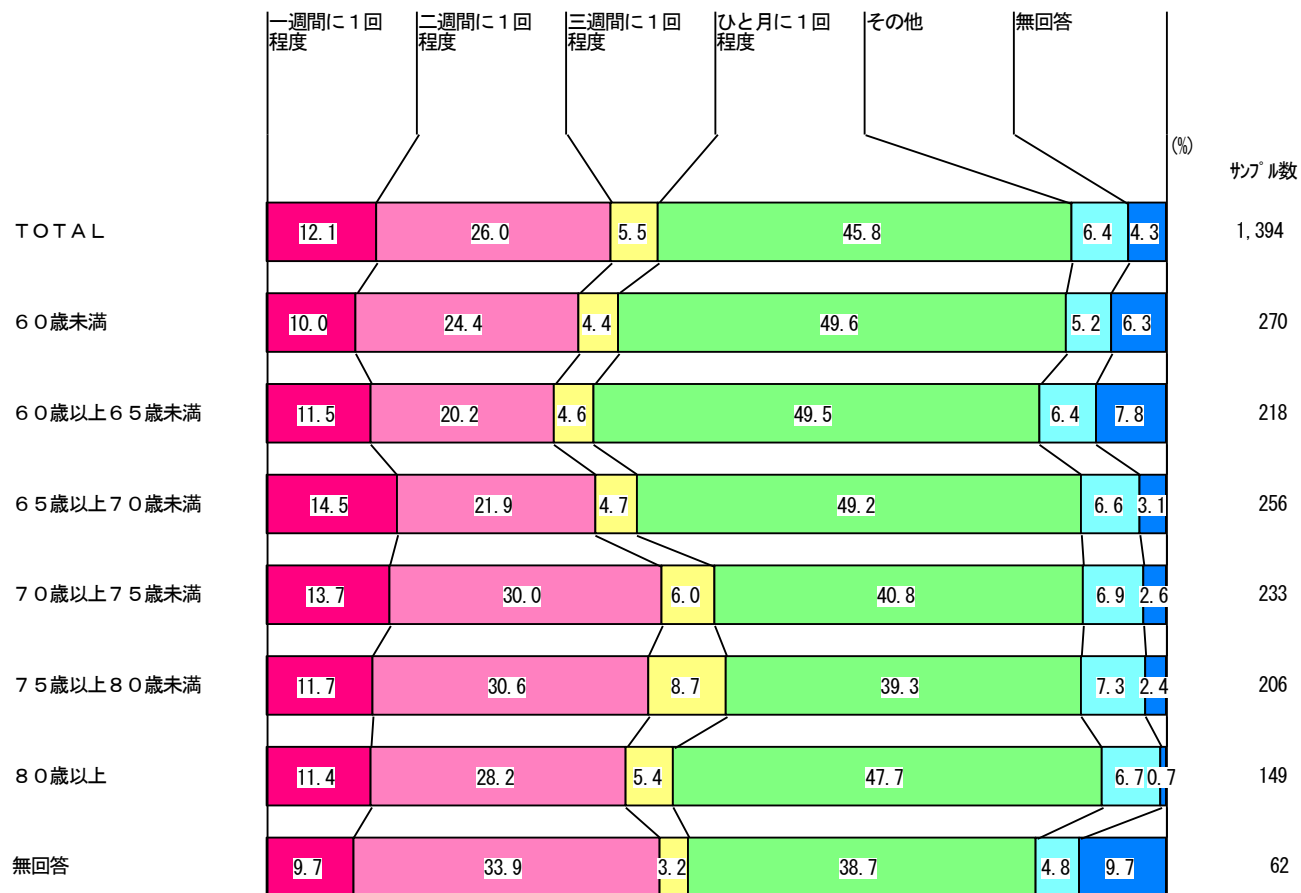 一週間に１回
程度
二週間に１回
程度
三週間に１回
程度
ひと月に１回
程度
その他
無回答
(%)
ｻﾝﾌﾟﾙ数
ＴＯＴＡＬ 12.1 26.0 5.5 45.8 6.4 4.3 1,394
６０歳未満 10.0 24.4 4.4 49.6 5.2 6.3 270
６０歳以上６５歳未満 11.5 20.2 4.6 49.5 6.4 7.8 218
６５歳以上７０歳未満 14.5 21.9 4.7 49.2 6.6 3.1 256
７０歳以上７５歳未満 13.7 30.0 6.0 40.8 6.9 2.6 233
７５歳以上８０歳未満 11.7 30.6 8.7 39.3 7.3 2.4 206
８０歳以上 11.4 28.2 5.4 47.7 6.7 0.7 149
無回答 9.7 33.9 3.2 38.7 4.8 9.7 62